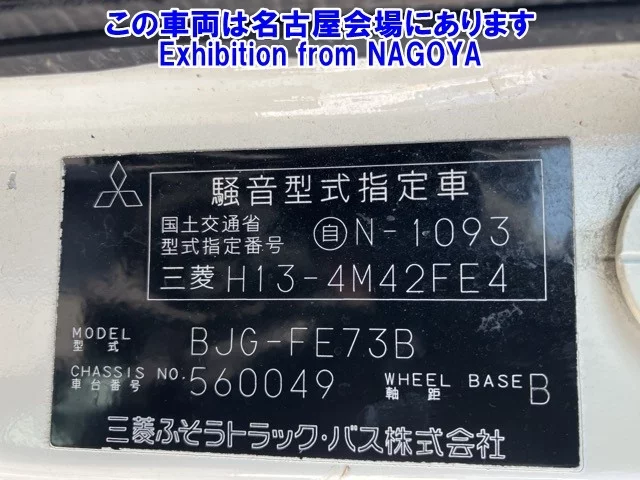 この車両は名古屋会場にあります
Exhibition from NAGOYA
騒音型式指定車
国土交通省
型式指定番号 自N-1093
三菱 H13-4M42FE4
MODEL
型式 BJG-FE73B
CHASSIS NO.
車台番号 560049 WHEEL BASE
軸距 B
三菱ふそうトラック・バス株式会社